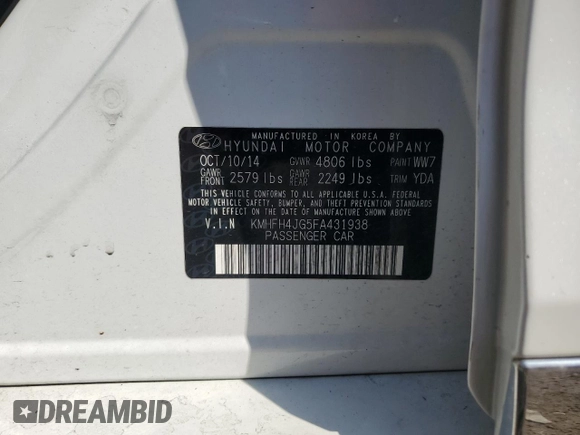 MANUFACTURED IN KOREA BY
HYUNDAI MOTOR COMPANY
OCT/10/14 GVWR 4806 lbs PAINT WW7
GAWR FRONT 2579 lbs GAWR REAR 2249 lbs TRIM YDA
THIS VEHICLE CONFORMS TO ALL APPLICABLE U.S.A. FEDERAL
MOTOR VEHICLE SAFETY, BUMPER, AND THEFT PREVENTION
STANDARDS IN EFFECT ON THE DATE OF MANUFACTURE SHOWN ABOVE.
V.I.N KMHFH4JG5FA431938
PASSENGER CAR
DREAMBID